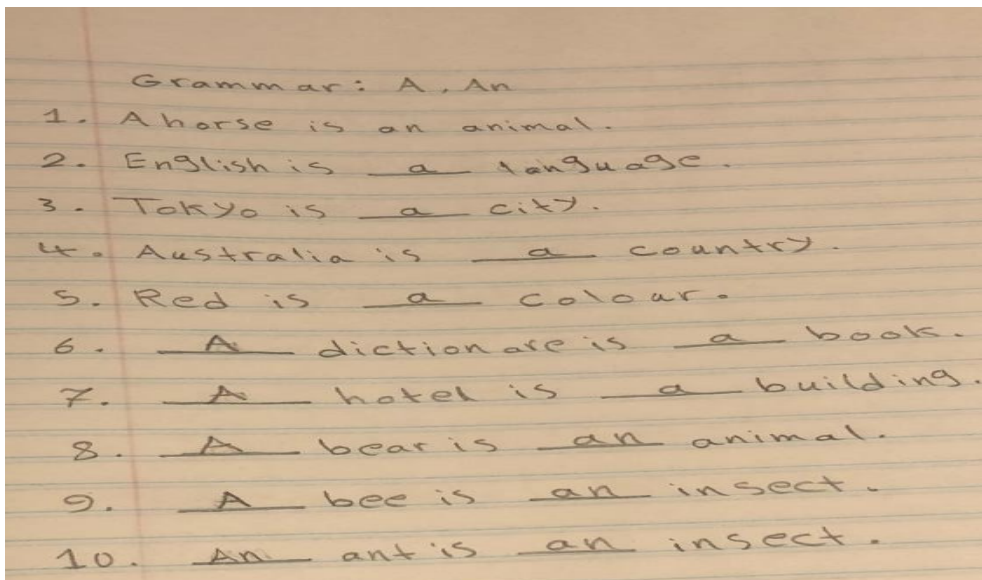 Grammar: A. An
1. A horse is an animal.
2. English is a language.
3. Tokyo is a city.
4. Australia is a country.
5. Red is a colour.
6. A dictionare is a book.
7. A hotel is a building.
8. A bear is an animal.
9. A bee is an insect.
10. An ant is an insect.